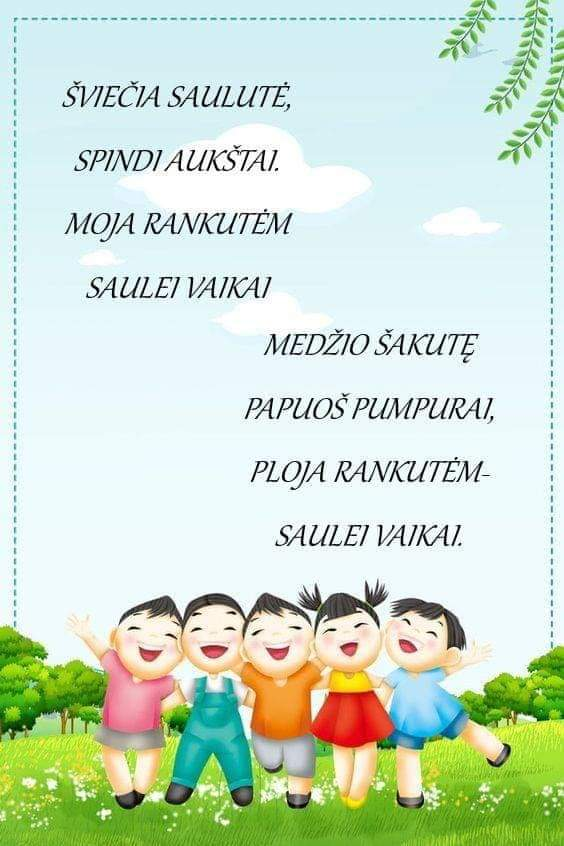 ŠVIEČIA SAULUTĖ,
SPINDI AUKŠTAI.
MOJA RANKUTĖM
SAULEI VAIKAI
MEDŽIO ŠAKUTĘ
PAPUOŠ PUMPURAI,
PLOJA RANKUTĖM-
SAULEI VAIKAI.